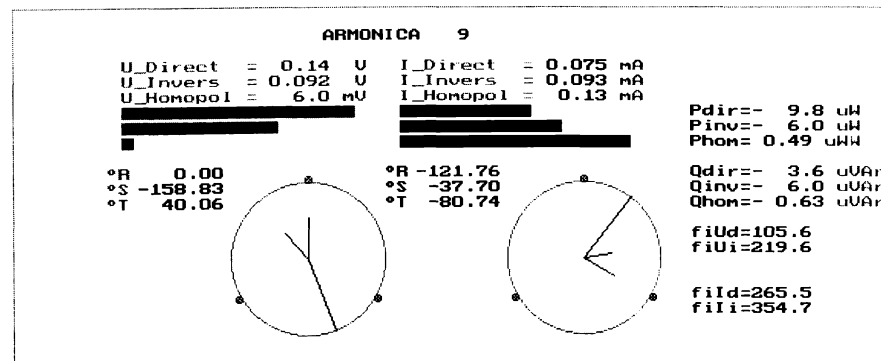 ARMONICA 9
U_Direct = 0.14 V I_Direct = 0.075 mA
U_Invers = 0.092 V I_Invers = 0.093 mA
U_Homopol = 6.0 mV I_Homopol = 0.13 mA
Pdir=- 9.8 uW
Pinv=- 6.0 uW
Phom= 0.49 uWW
°R 0.00 °R -121.76 Qdir=- 3.6 uVAr
°S -158.83 °S -37.70 Qinv=- 6.0 uVAr
°T 40.06 °T -80.74 Qhom=- 0.63 uVAr
fiUd=105.6
fiUi=219.6
fiId=265.5
fiIi=354.7